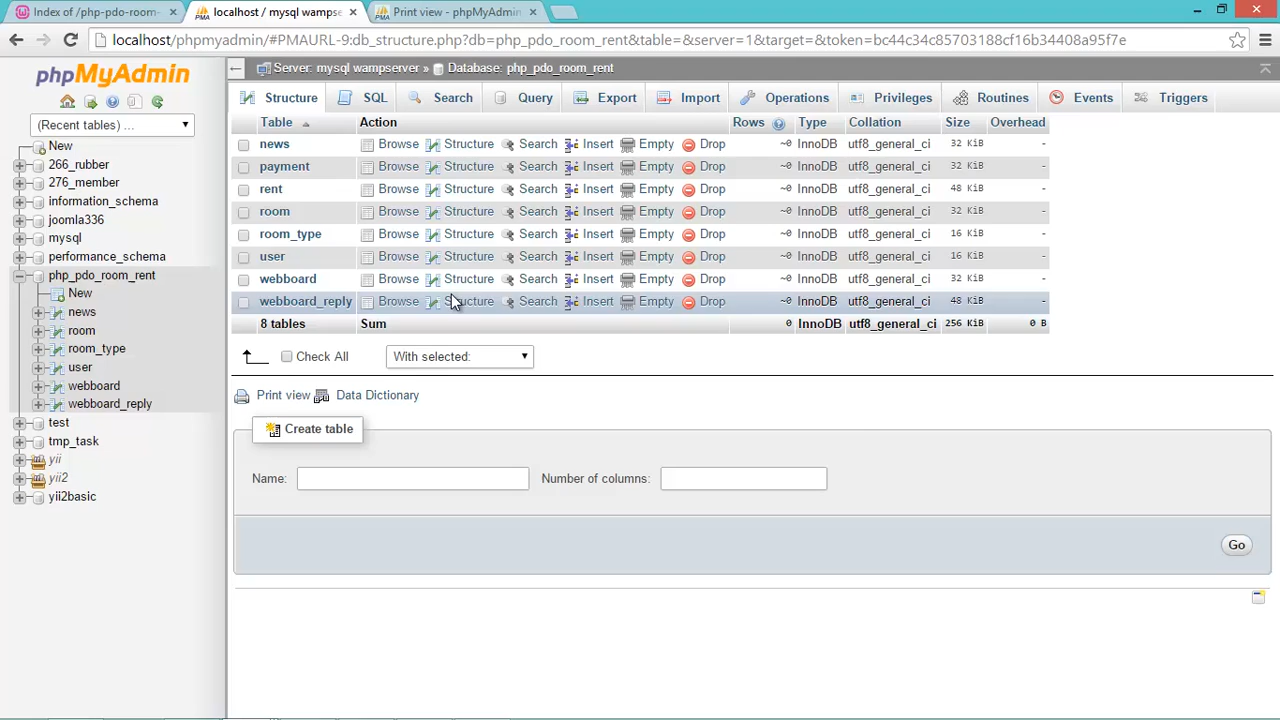 Index of /php-pdo-room-
localhost / mysql wampse
Print view - phpMyAdmin
localhost/phpmyadmin/#PMAURL-9:db_structure.php?db=php_pdo_room_rent&table=&server=1&target=&token=bc44c34c85703188cf16b34408a95f7e
phpMyAdmin
(Recent tables) ...
New
266_rubber
276_member
information_schema
joomla336
mysql
performance_schema
php_pdo_room_rent
New
news
room
room_type
user
webboard
webboard_reply
test
tmp_task
yii
yii2
yii2basic
Server: mysql wampserver » Database: php_pdo_room_rent
Structure SQL Search Query Export Import Operations Privileges Routines Events Triggers
Table Action Rows Type Collation Size Overhead
news Browse Structure Search Insert Empty Drop ~0 InnoDB utf8_general_ci 32 KiB -
payment Browse Structure Search Insert Empty Drop ~0 InnoDB utf8_general_ci 32 KiB -
rent Browse Structure Search Insert Empty Drop ~0 InnoDB utf8_general_ci 48 KiB -
room Browse Structure Search Insert Empty Drop ~0 InnoDB utf8_general_ci 32 KiB -
room_type Browse Structure Search Insert Empty Drop ~0 InnoDB utf8_general_ci 16 KiB -
user Browse Structure Search Insert Empty Drop ~0 InnoDB utf8_general_ci 16 KiB -
webboard Browse Structure Search Insert Empty Drop ~0 InnoDB utf8_general_ci 32 KiB -
webboard_reply Browse Structure Search Insert Empty Drop ~0 InnoDB utf8_general_ci 48 KiB -
8 tables Sum 0 InnoDB utf8_general_ci 256 KiB 0 B
Check All With selected:
Print view Data Dictionary
Create table
Name: Number of columns:
Go